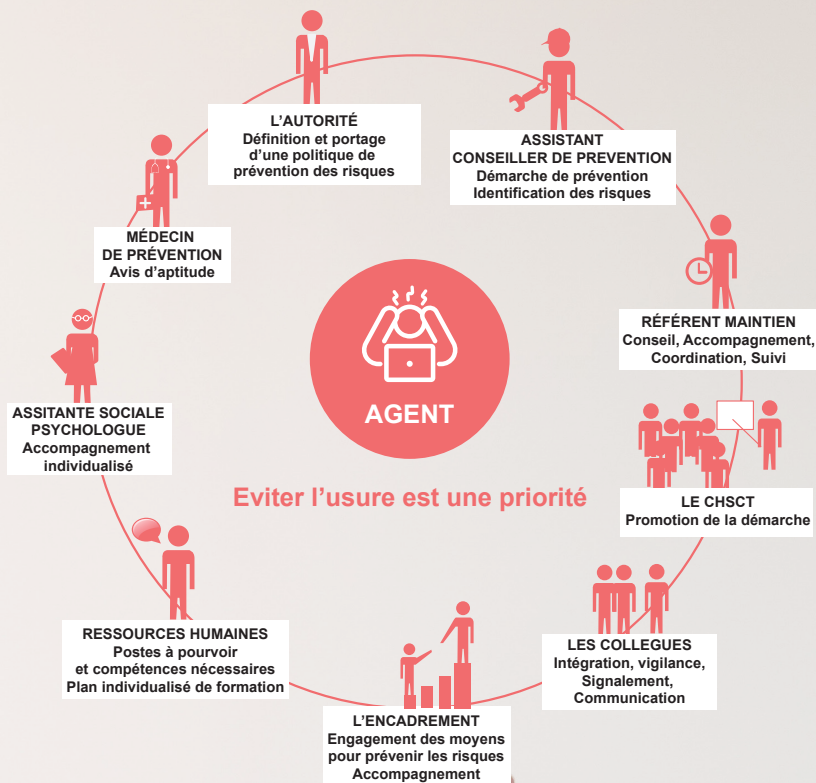 L'AUTORITÉ
Définition et portage
d'une politique de
prévention des risques
ASSISTANT
CONSEILLER DE PREVENTION
Démarche de prévention
Identification des risques
MÉDECIN
DE PRÉVENTION
Avis d'aptitude
RÉFÉRENT MAINTIEN
Conseil, Accompagnement,
Coordination, Suivi
AGENT
ASSITANTE SOCIALE
PSYCHOLOGUE
Accompagnement
individualisé
Eviter l'usure est une priorité
LE CHSCT
Promotion de la démarche
RESSOURCES HUMAINES
Postes à pourvoir
et compétences nécessaires
Plan individualisé de formation
LES COLLEGUES
Intégration, vigilance,
Signalement,
Communication
L'ENCADREMENT
Engagement des moyens
pour prévenir les risques
Accompagnement